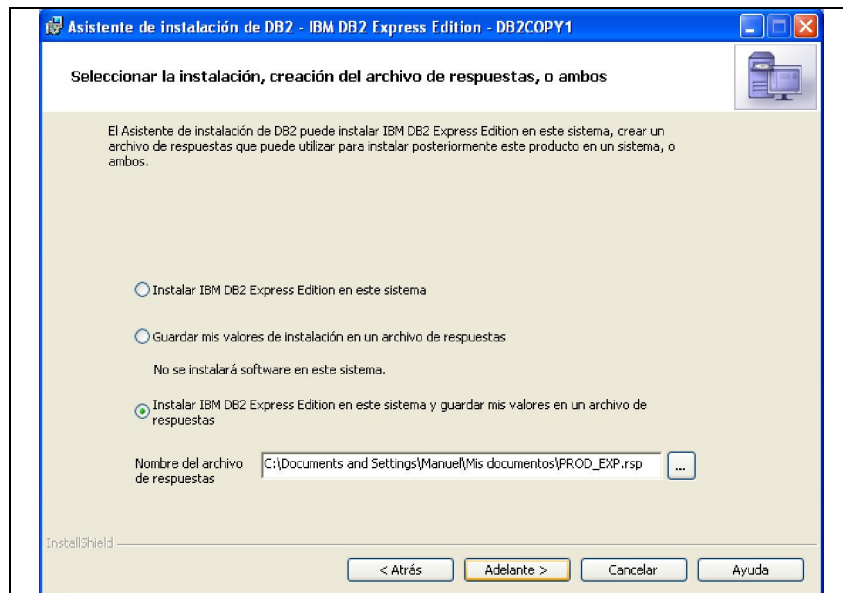 Asistente de instalación de DB2 - IBM DB2 Express Edition - DB2COPY1
Seleccionar la instalación, creación del archivo de respuestas, o ambos
El Asistente de instalación de DB2 puede instalar IBM DB2 Express Edition en este sistema, crear un
archivo de respuestas que puede utilizar para instalar posteriormente este producto en un sistema, o
ambos.
Instalar IBM DB2 Express Edition en este sistema
Guardar mis valores de instalación en un archivo de respuestas
No se instalará software en este sistema.
Instalar IBM DB2 Express Edition en este sistema y guardar mis valores en un archivo de
respuestas
Nombre del archivo C:\Documents and Settings\Manuel\Mis documentos\PROD_EXP.rsp ...
de respuestas
InstallShield
< Atrás Adelante > Cancelar Ayuda